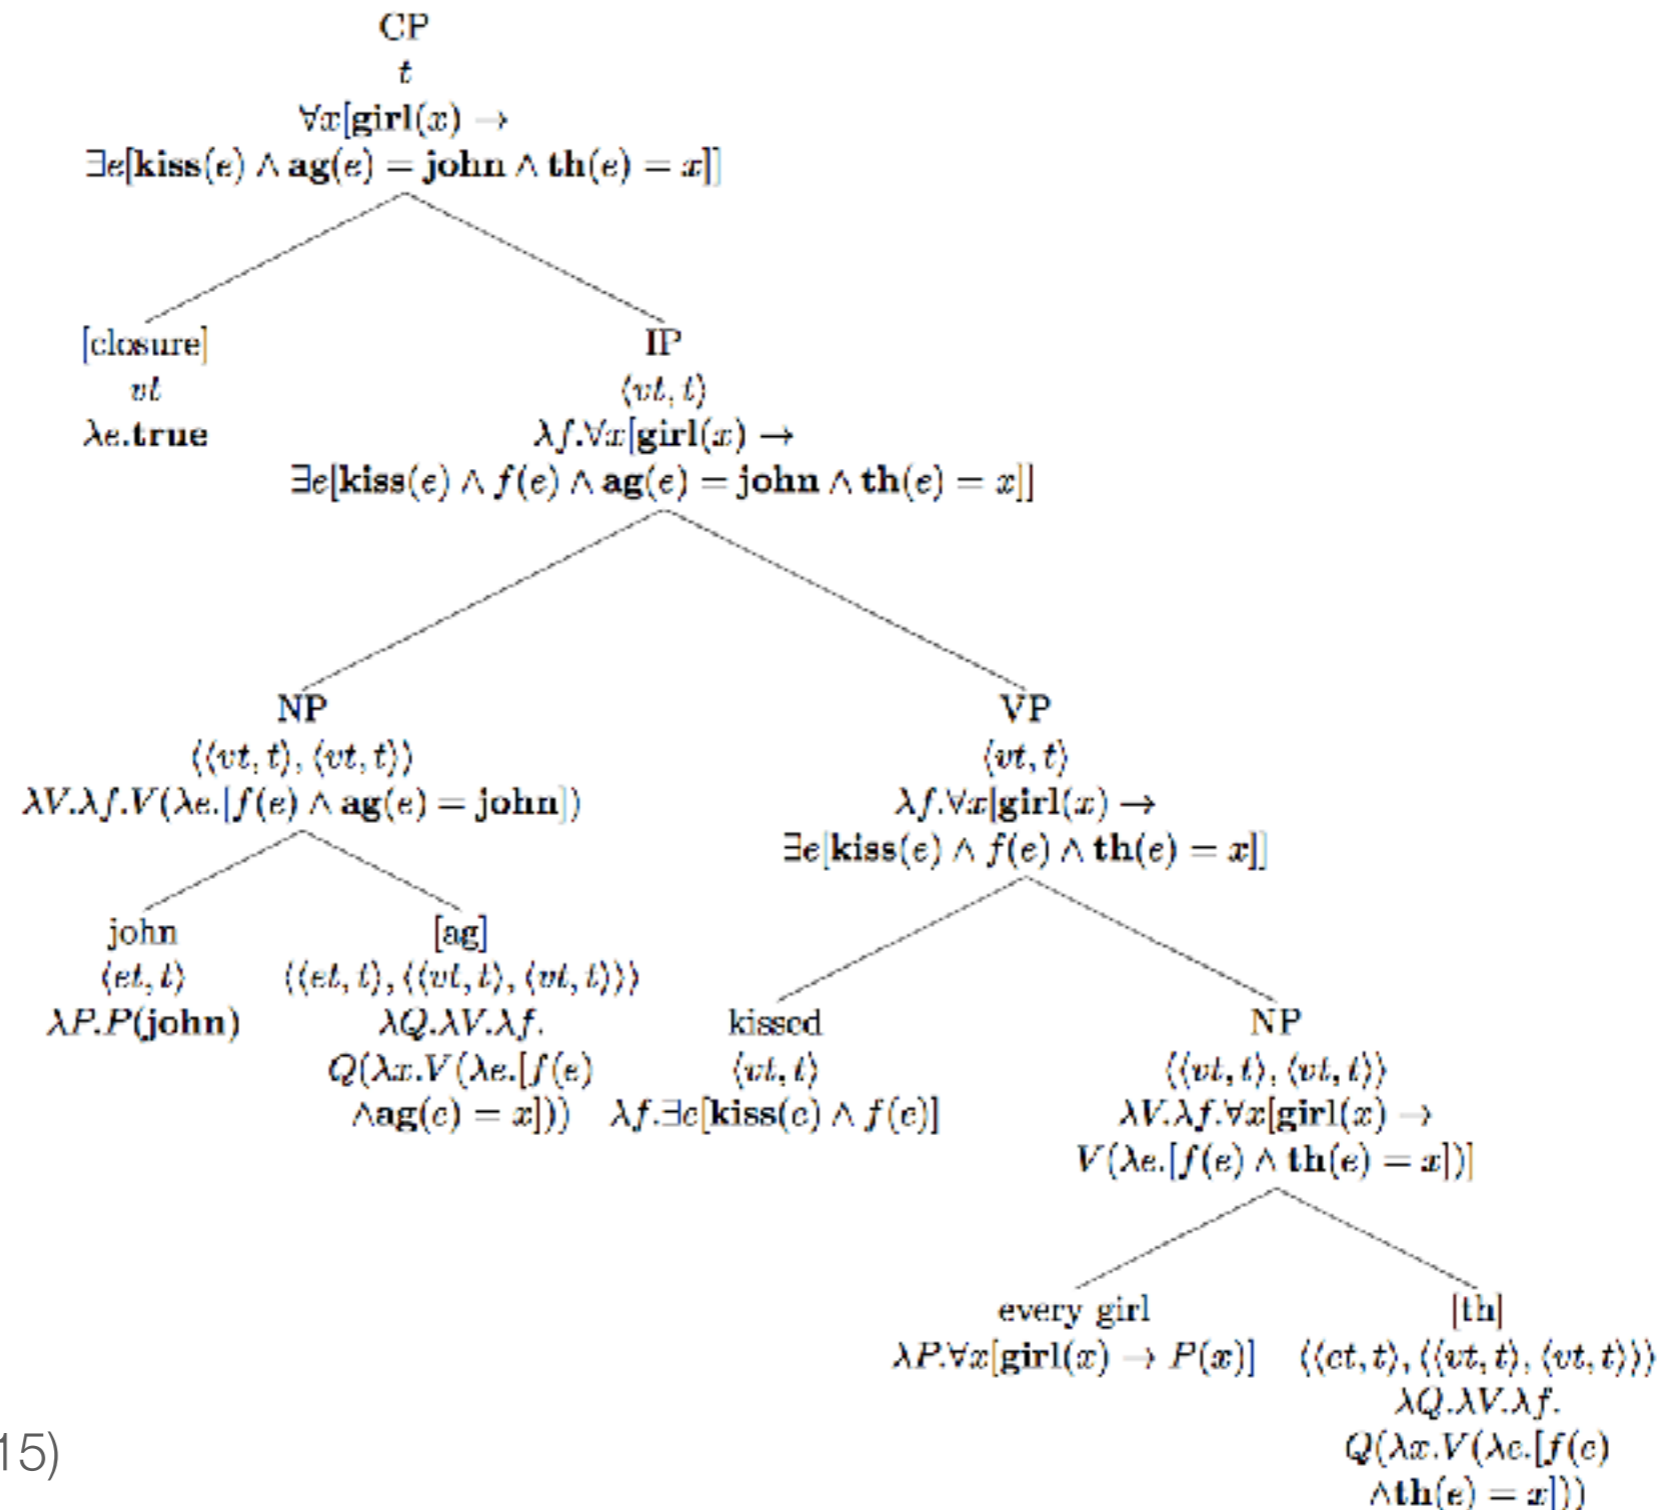 CP
t
∀x[girl(x) →
∃e[kiss(e) ∧ ag(e) = john ∧ th(e) = x]]
[closure]
vt
λe.true
IP
⟨vt, t⟩
λf.∀x[girl(x) →
∃e[kiss(e) ∧ f(e) ∧ ag(e) = john ∧ th(e) = x]]
NP
⟨⟨vt, t⟩, ⟨vt, t⟩⟩
λV.λf.V(λe.[f(e) ∧ ag(e) = john])
VP
⟨vt, t⟩
λf.∀x[girl(x) →
∃e[kiss(e) ∧ f(e) ∧ th(e) = x]]
john
⟨et, t⟩
λP.P(john)
[ag]
⟨⟨et, t⟩, ⟨⟨vt, t⟩, ⟨vt, t⟩⟩⟩
λQ.λV.λf.
Q(λx.V(λe.[f(e)
∧ag(e) = x]))
kissed
⟨vt, t⟩
λf.∃e[kiss(e) ∧ f(e)]
NP
⟨⟨vt, t⟩, ⟨vt, t⟩⟩
λV.λf.∀x[girl(x) →
V(λe.[f(e) ∧ th(e) = x])]
every girl
λP.∀x[girl(x) → P(x)]
[th]
⟨⟨et, t⟩, ⟨⟨vt, t⟩, ⟨vt, t⟩⟩⟩
λQ.λV.λf.
Q(λx.V(λe.[f(e)
∧th(e) = x]))
15)